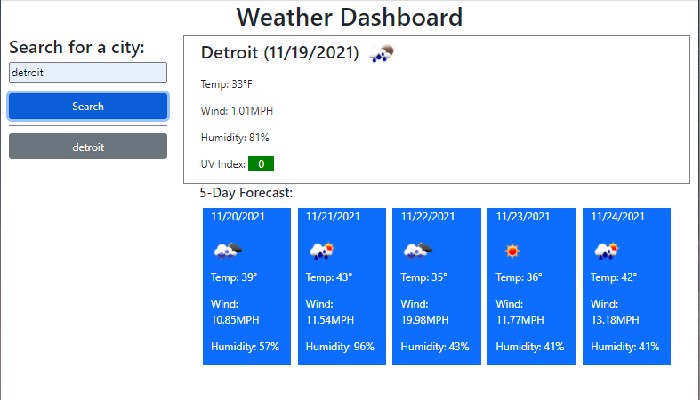 Weather Dashboard
Search for a city:
detroit
Search
detroit
Detroit (11/19/2021)
Temp: 33°F
Wind: 1.01MPH
Humidity: 81%
UV Index: 0
5-Day Forecast:
11/20/2021
Temp: 39°
Wind:
10.85MPH
Humidity: 57%
11/21/2021
Temp: 43°
Wind:
11.54MPH
Humidity: 96%
11/22/2021
Temp: 35°
Wind:
19.98MPH
Humidity: 43%
11/23/2021
Temp: 36°
Wind:
11.77MPH
Humidity: 41%
11/24/2021
Temp: 42°
Wind:
13.18MPH
Humidity: 41%